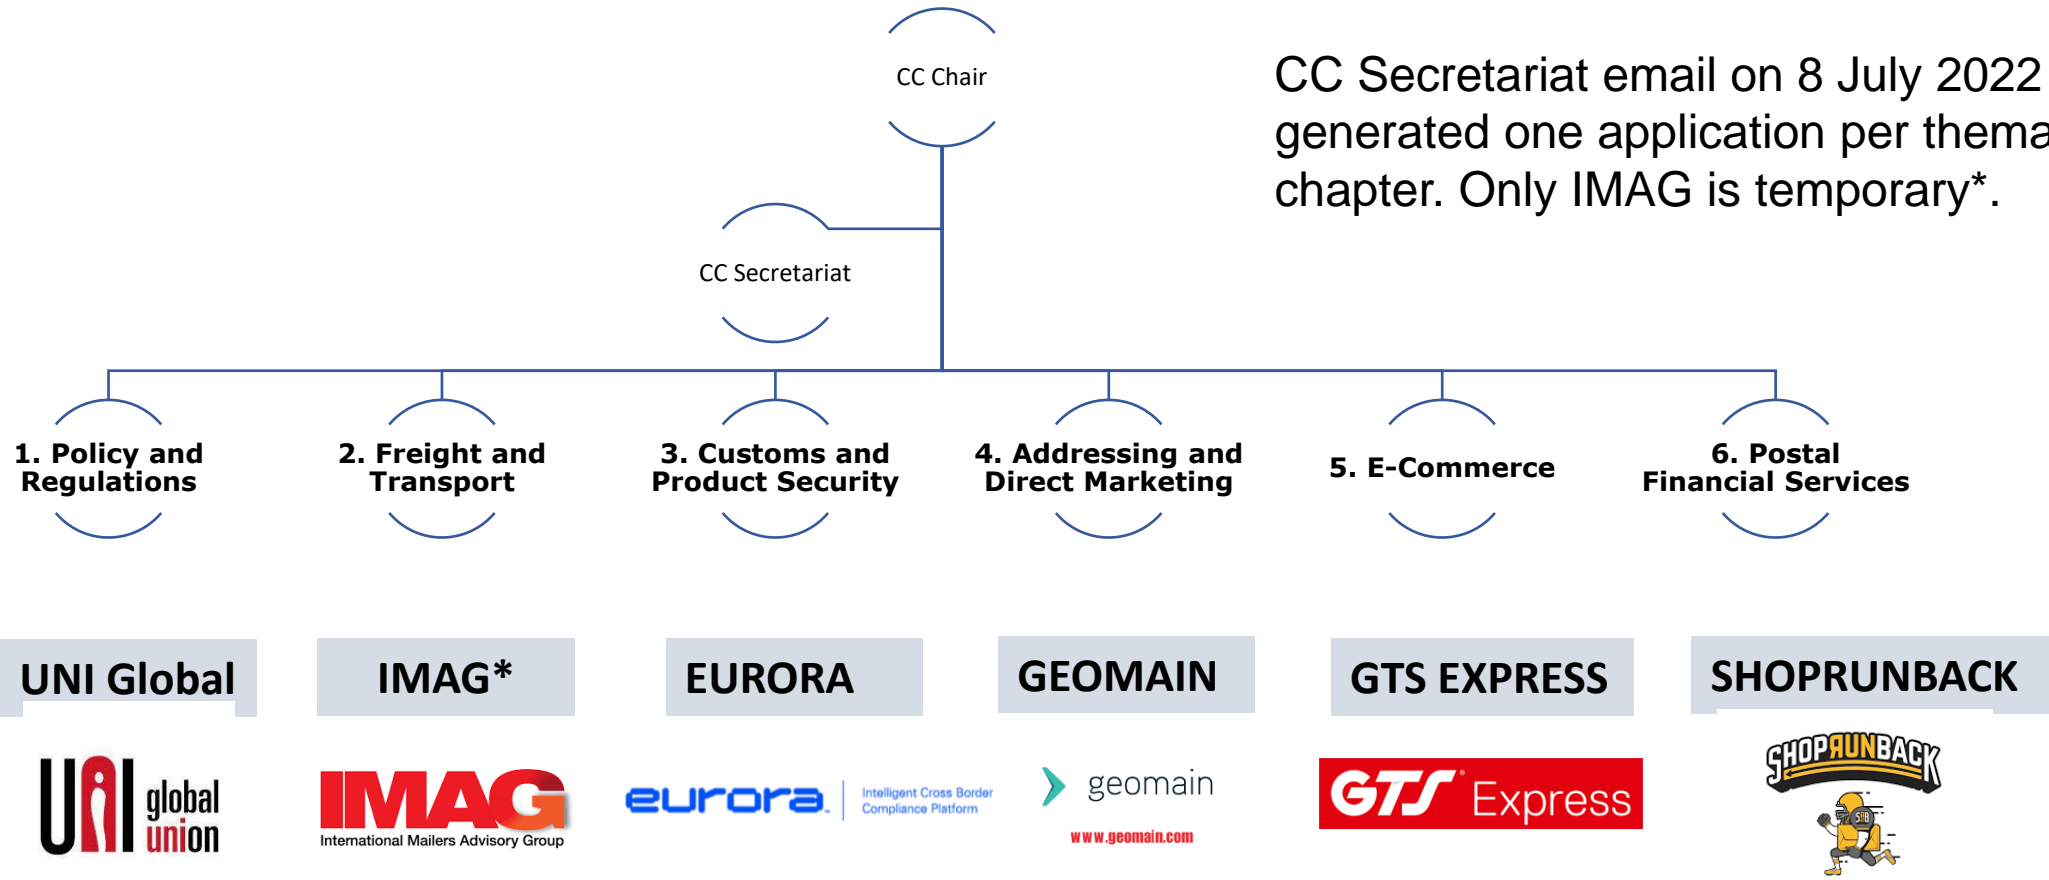 CC Chair
CC Secretariat email on 8 July 2022
generated one application per thema
chapter. Only IMAG is temporary*.
CC Secretariat
1. Policy and
Regulations
2. Freight and
Transport
3. Customs and
Product Security
4. Addressing and
Direct Marketing
5. E-Commerce
6. Postal
Financial Services
UNI Global
IMAG*
EURORA
GEOMAIN
GTS EXPRESS
SHOPRUNBACK
UNI
global
union
IMAG
International Mailers Advisory Group
eurora.
Intelligent Cross Border
Compliance Platform
geomain
www.geomain.com
GTS Express
SHOPRUNBACK
SRB